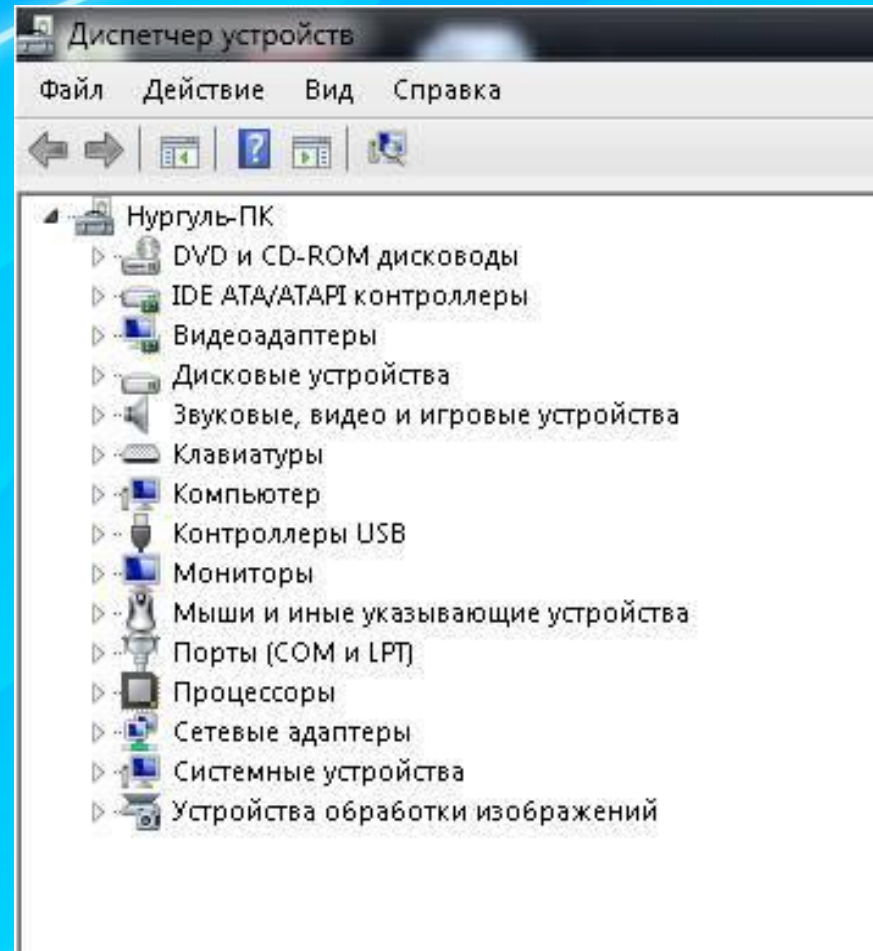 Диспетчер устройств
Файл Действие Вид Справка
?
Нургуль-ПК
DVD и CD-ROM дисководы
IDE ATA/ATAPI контроллеры
Видеоадаптеры
Дисковые устройства
Звуковые, видео и игровые устройства
Клавиатуры
Компьютер
Контроллеры USB
Мониторы
Мыши и иные указывающие устройства
Порты (COM и LPT)
Процессоры
Сетевые адаптеры
Системные устройства
Устройства обработки изображений